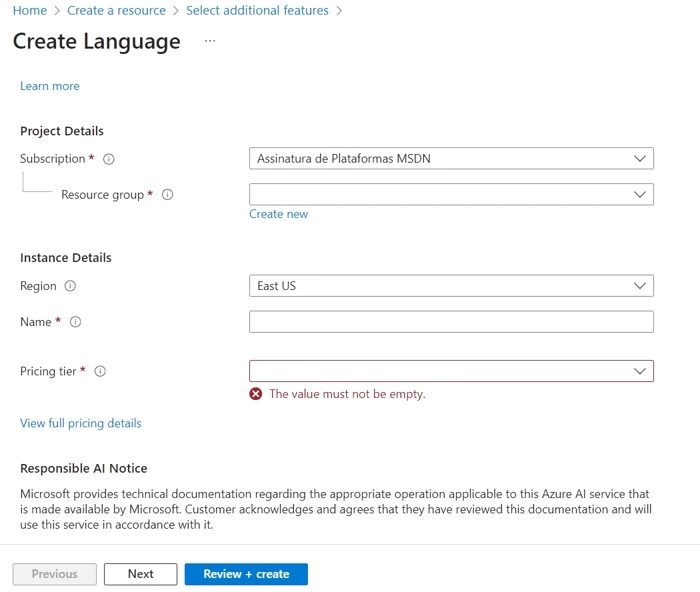 Home > Create a resource > Select additional features >
Create Language ...
Learn more
Project Details
Subscription *
Assinatura de Plataformas MSDN
Resource group *
Create new
Instance Details
Region
East US
Name *
Pricing tier *
The value must not be empty.
View full pricing details
Responsible AI Notice
Microsoft provides technical documentation regarding the appropriate operation applicable to this Azure AI service that
is made available by Microsoft. Customer acknowledges and agrees that they have reviewed this documentation and will
use this service in accordance with it.
Previous
Next
Review + create